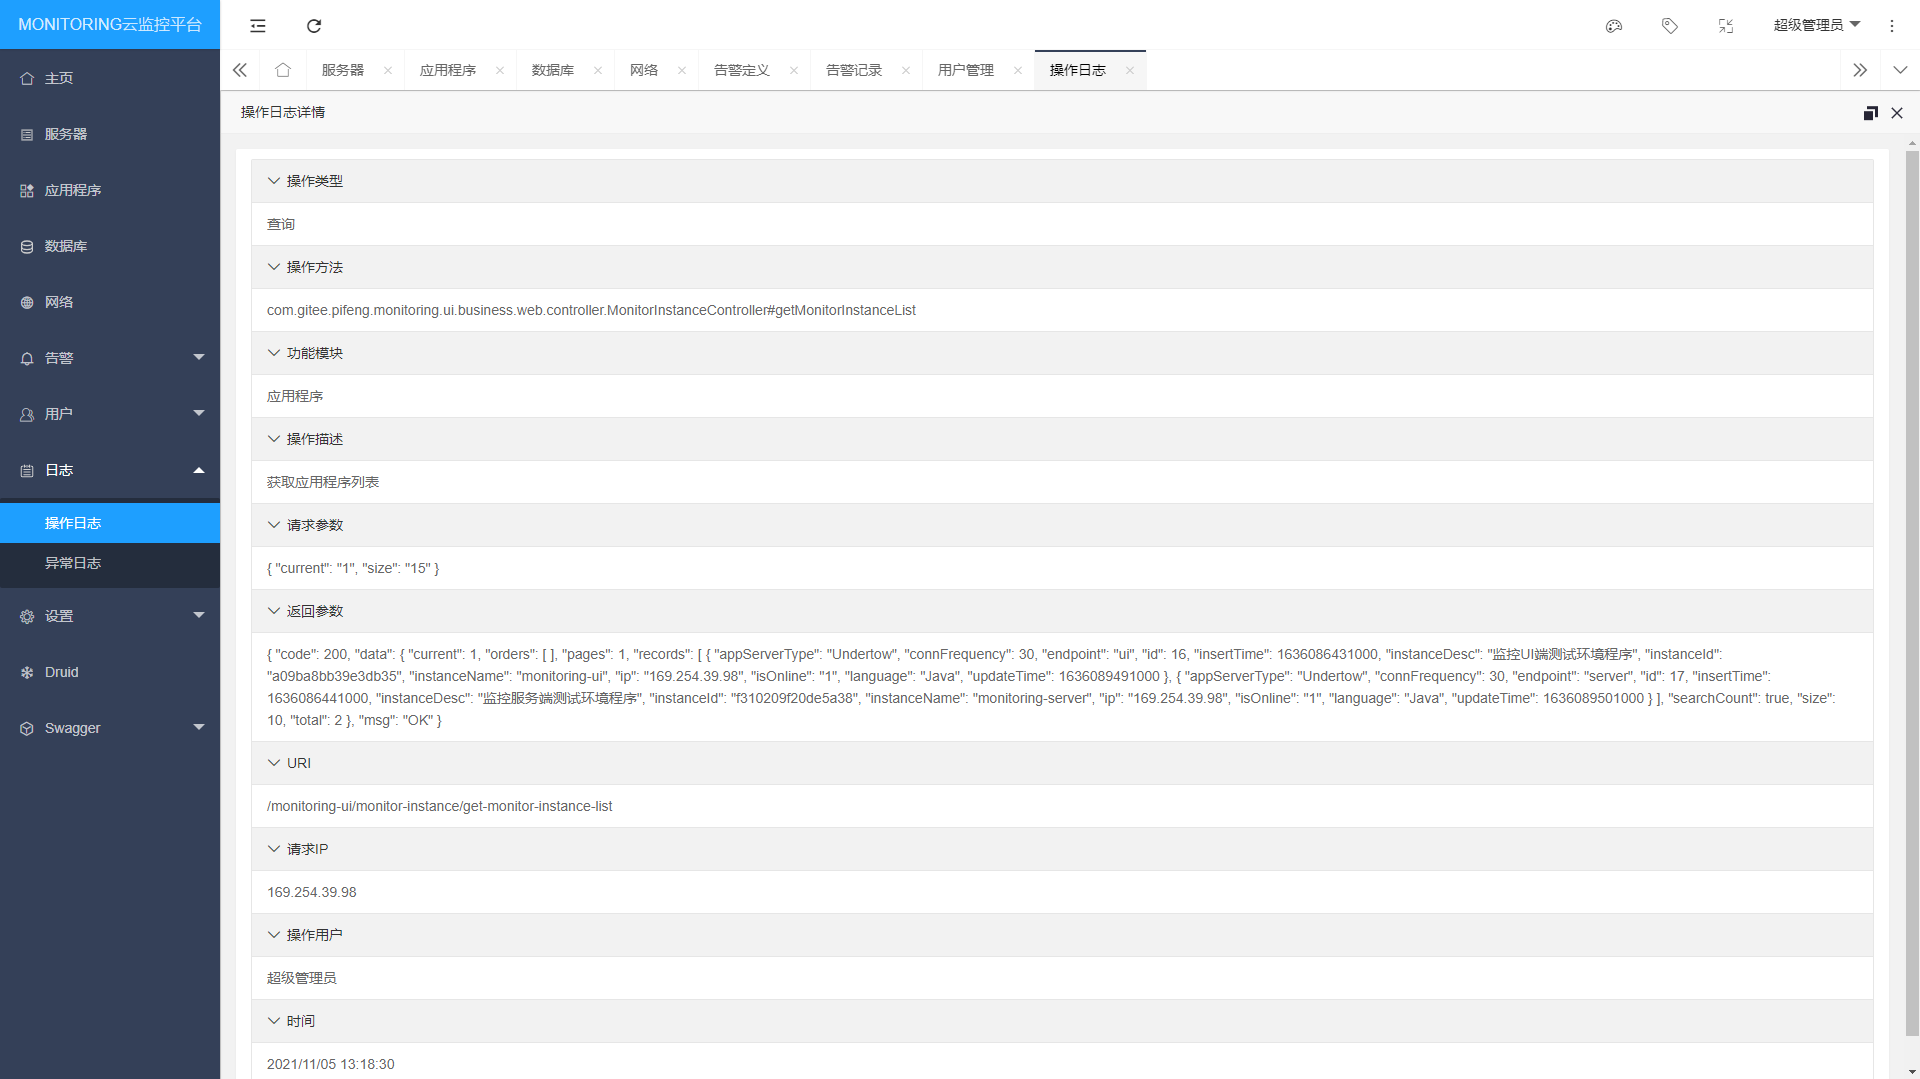 MONITORING云监控平台
超级管理员
主页
服务器
应用程序
数据库
网络
告警
用户
日志
操作日志
异常日志
设置
Druid
Swagger
服务器
应用程序
数据库
网络
告警定义
告警记录
用户管理
操作日志
操作日志详情
操作类型
查询
操作方法
com.gitee.pifeng.monitoring.ui.business.web.controller.MonitorInstanceController#getMonitorInstanceList
功能模块
应用程序
操作描述
获取应用程序列表
请求参数
{ "current": "1", "size": "15" }
返回参数
{ "code": 200, "data": { "current": 1, "orders": [ ], "pages": 1, "records": [ { "appServerType": "Undertow", "connFrequency": 30, "endpoint": "ui", "id": 16, "insertTime": 1636086431000, "instanceDesc": "监控UI端测试环境程序", "instanceId":
"a09ba8bb39e3db35", "instanceName": "monitoring-ui", "ip": "169.254.39.98", "isOnline": "1", "language": "Java", "updateTime": 1636089491000 }, { "appServerType": "Undertow", "connFrequency": 30, "endpoint": "server", "id": 17, "insertTime":
1636086441000, "instanceDesc": "监控服务端测试环境程序", "instanceId": "f310209f20de5a38", "instanceName": "monitoring-server", "ip": "169.254.39.98", "isOnline": "1", "language": "Java", "updateTime": 1636089501000 } ], "searchCount": true, "size":
10, "total": 2 }, "msg": "OK" }
URI
/monitoring-ui/monitor-instance/get-monitor-instance-list
请求IP
169.254.39.98
操作用户
超级管理员
时间
2021/11/05 13:18:30